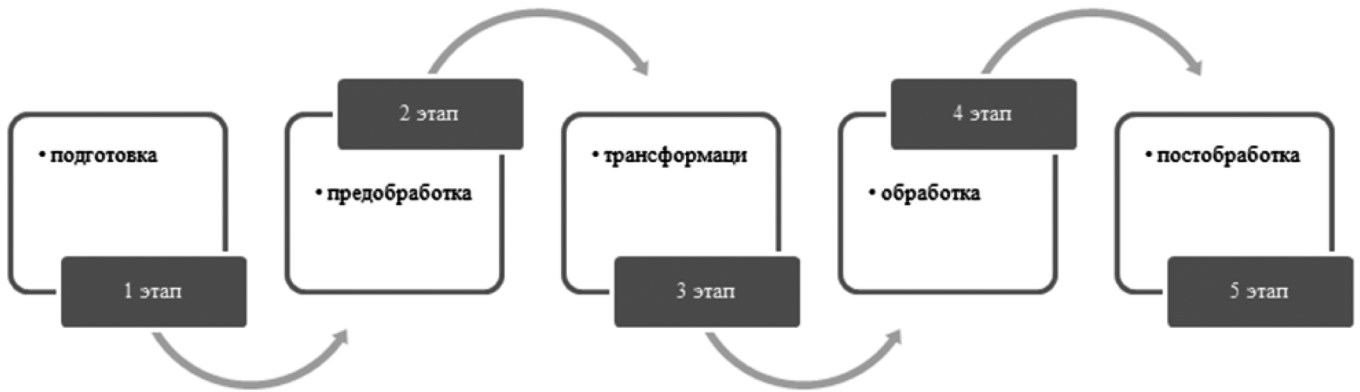 • подготовка
1 этап
2 этап
• предобработка
• трансформаци
3 этап
4 этап
• обработка
• постобработка
5 этап